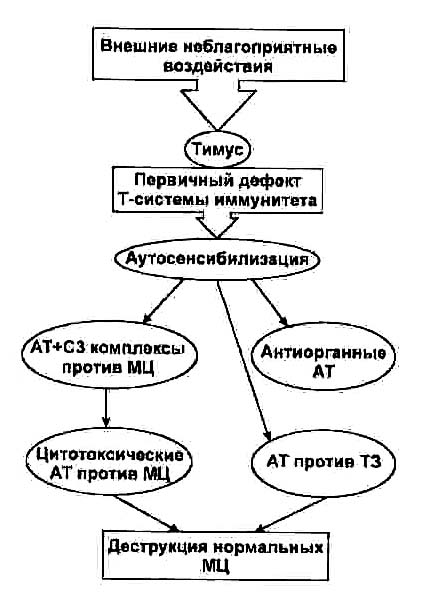 Внешние неблагоприятные
воздействия
Тимус
Первичный дефект
Т-системы иммунитета
Аутосенсибилизация
АТ+С3 комплексы
против МЦ
Антиорганные
АТ
Цитотоксические
АТ против МЦ
АТ против ТЗ
Деструкция нормальных
МЦ